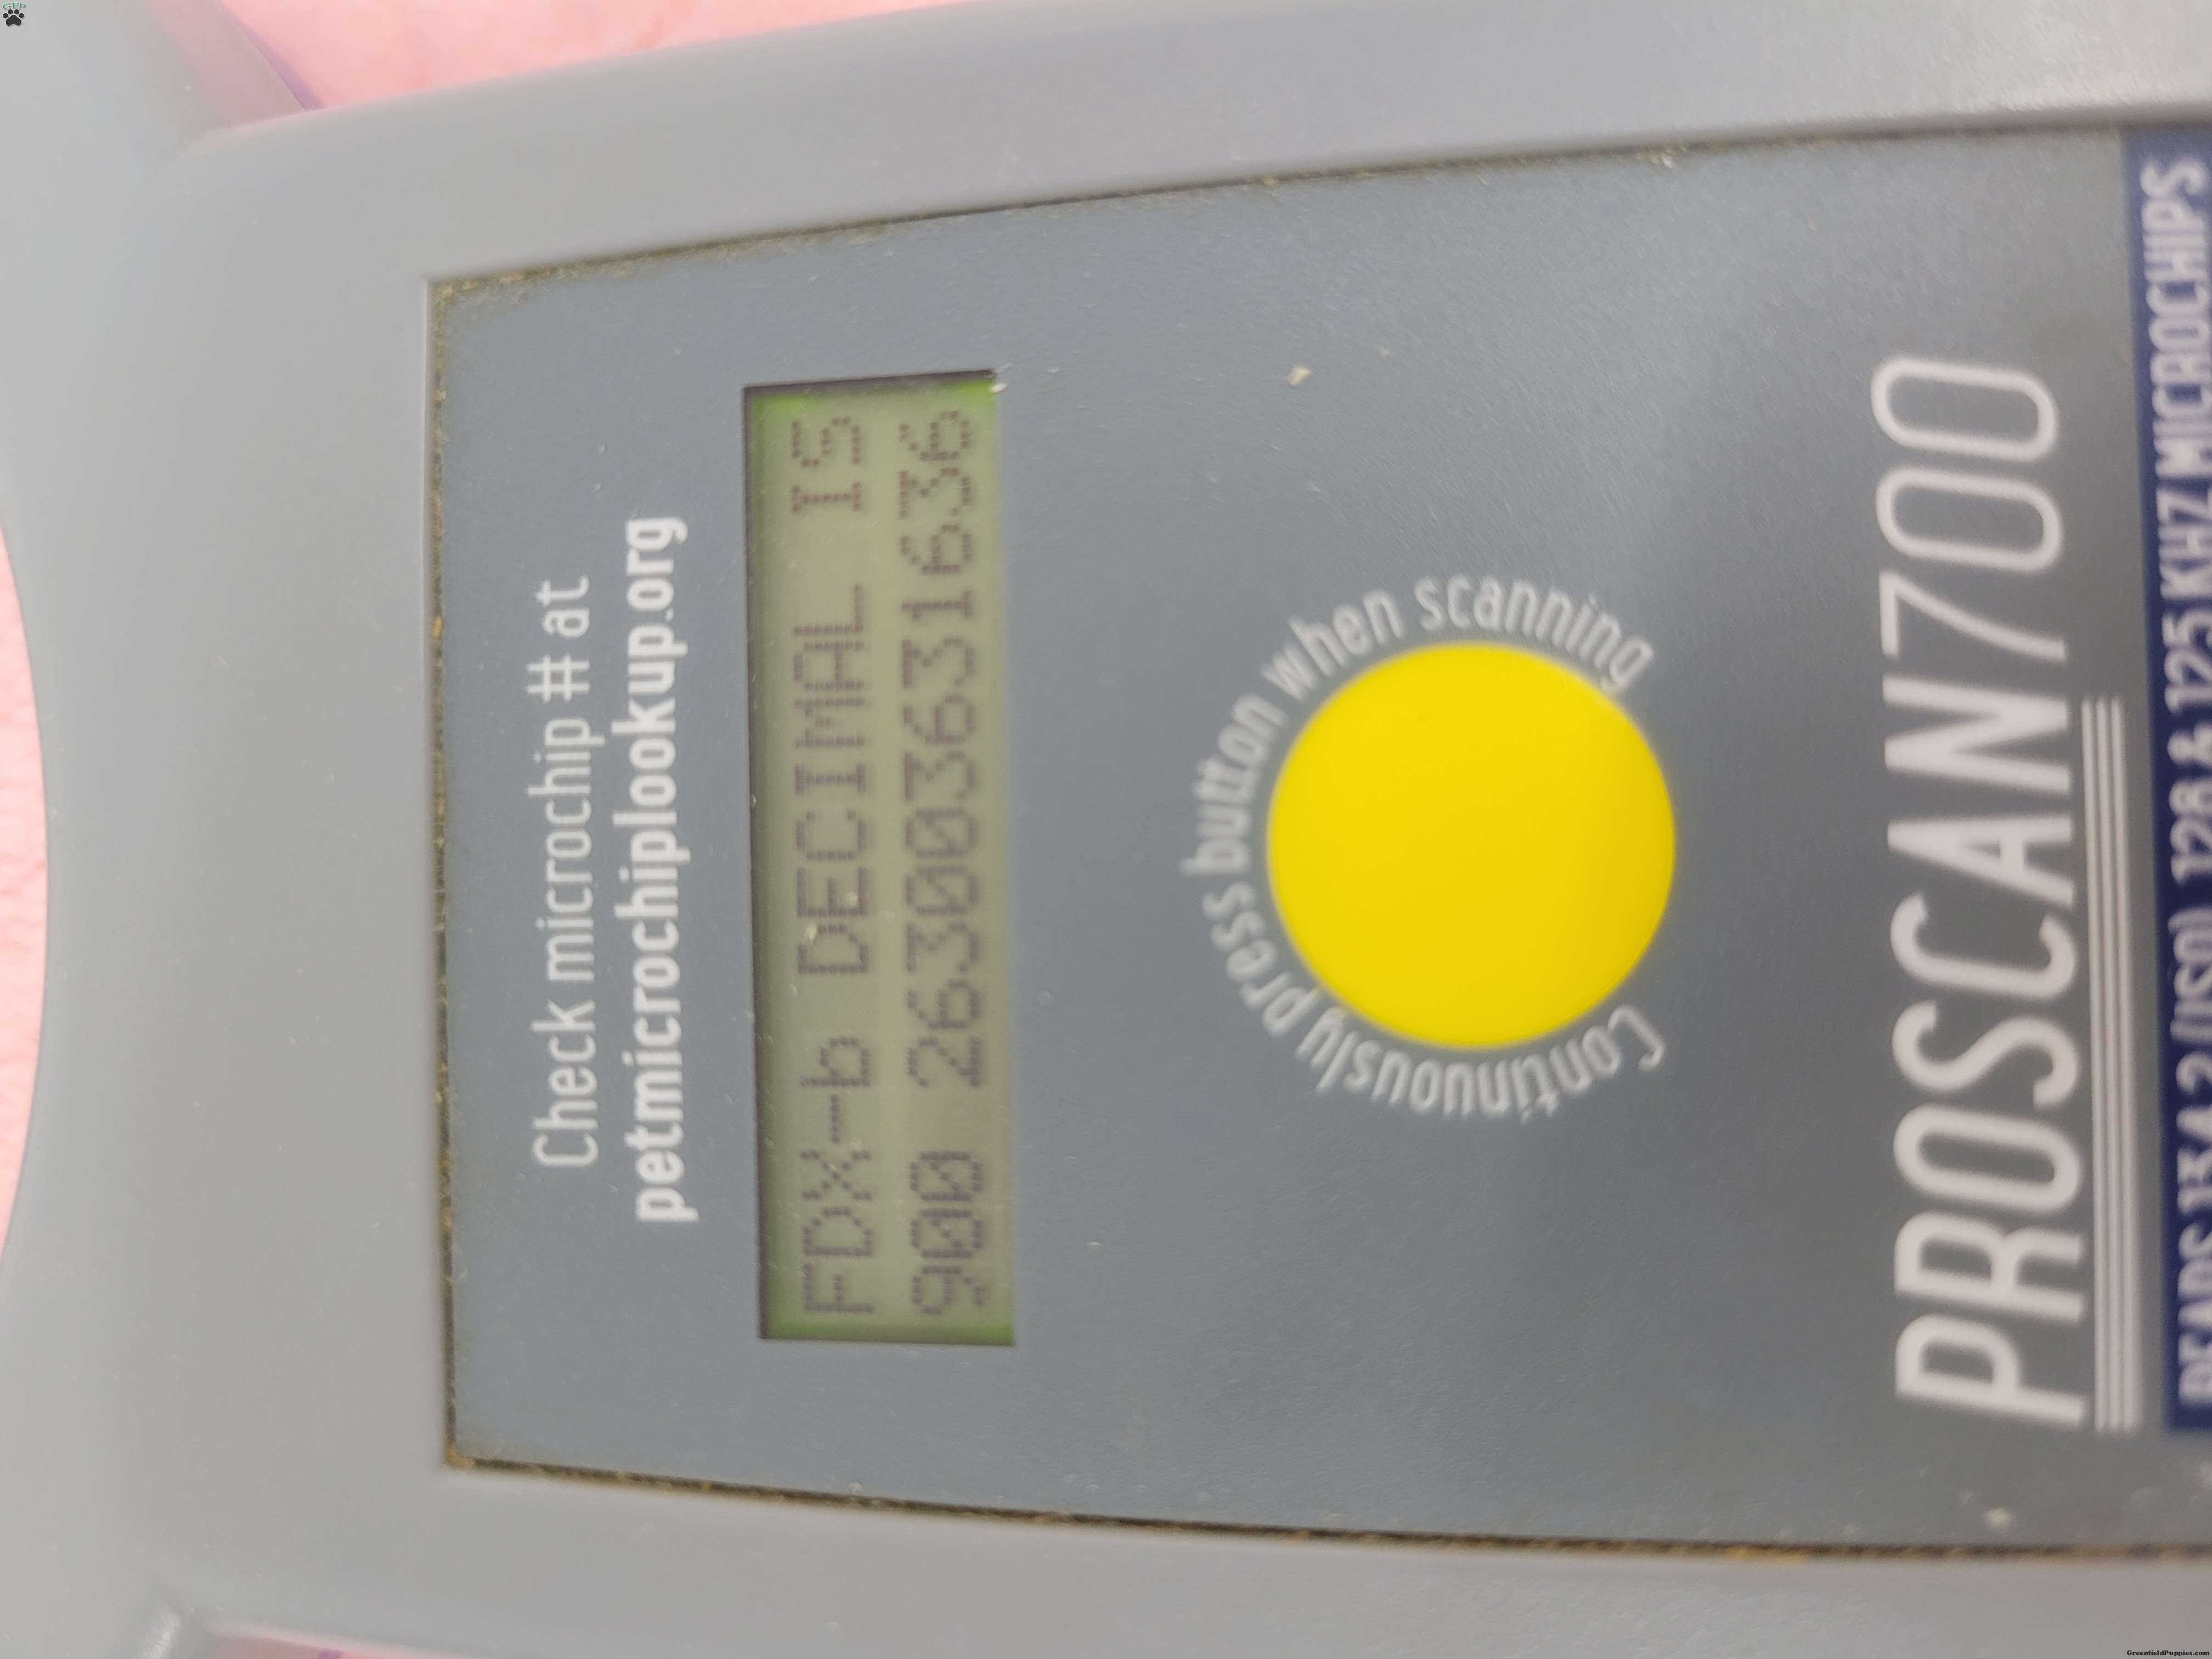 Check microchip # at
petmicrochiplookup.org
FDX-b DECIMAL IS
900 263003631636
Continuously press button when scanning
PROSCAN700
READS 134.2 (ISO), 128 & 125 KHZ MICROCHIPS
GFP
GreenfieldPuppies.com